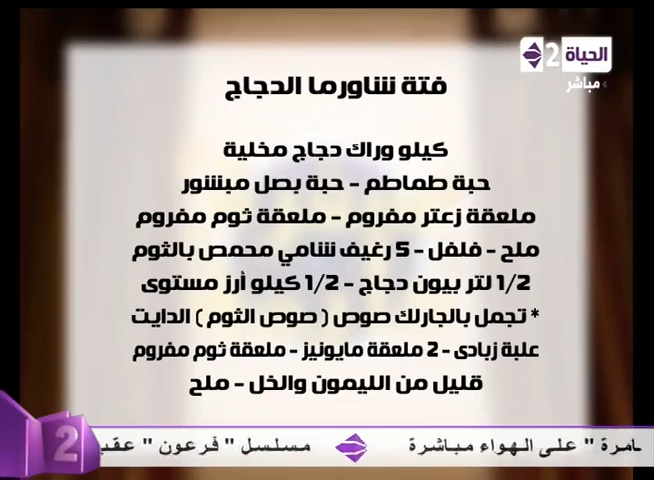 الحياة 2
مباشر
فتة شاورما الدجاج
كيلو وراك دجاج مخلية
حبة طماطم - حبة بصل مبشور
ملعقة زعتر مفروم - ملعقة ثوم مفروم
ملح - فلفل - 5 رغيف شامي محمص بالثوم
1/2 لتر بيون دجاج - 1/2 كيلو أرز مستوى
* تجمل بالجارلك صوص ( صوص الثوم ) الدايت
علبة زبادى - 2 ملعقة مايونيز - ملعقة ثوم مفروم
قليل من الليمون والخل - ملح
امرة " على الهواء مباشرة مسلسل " فرعون " عقب
2